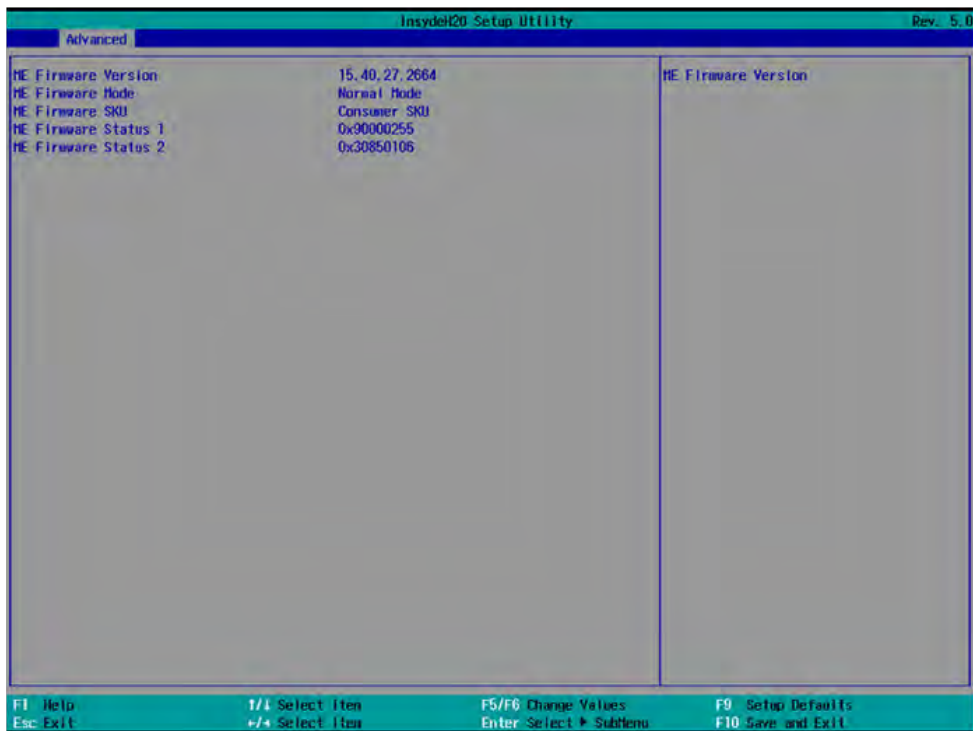 InsydeH20 Setup Utility Rev. 5.0
Advanced
ME Firmware Version 15.40.27.2664 ME Firmware Version
ME Firmware Mode Normal Mode
ME Firmware SKU Consumer SKU
ME Firmware Status 1 0x90000255
ME Firmware Status 2 0x30850106
F1 Help ↑/↓ Select Item F5/F6 Change Values F9 Setup Defaults
Esc Exit ←/→ Select Item Enter Select ▶ SubMenu F10 Save and Exit